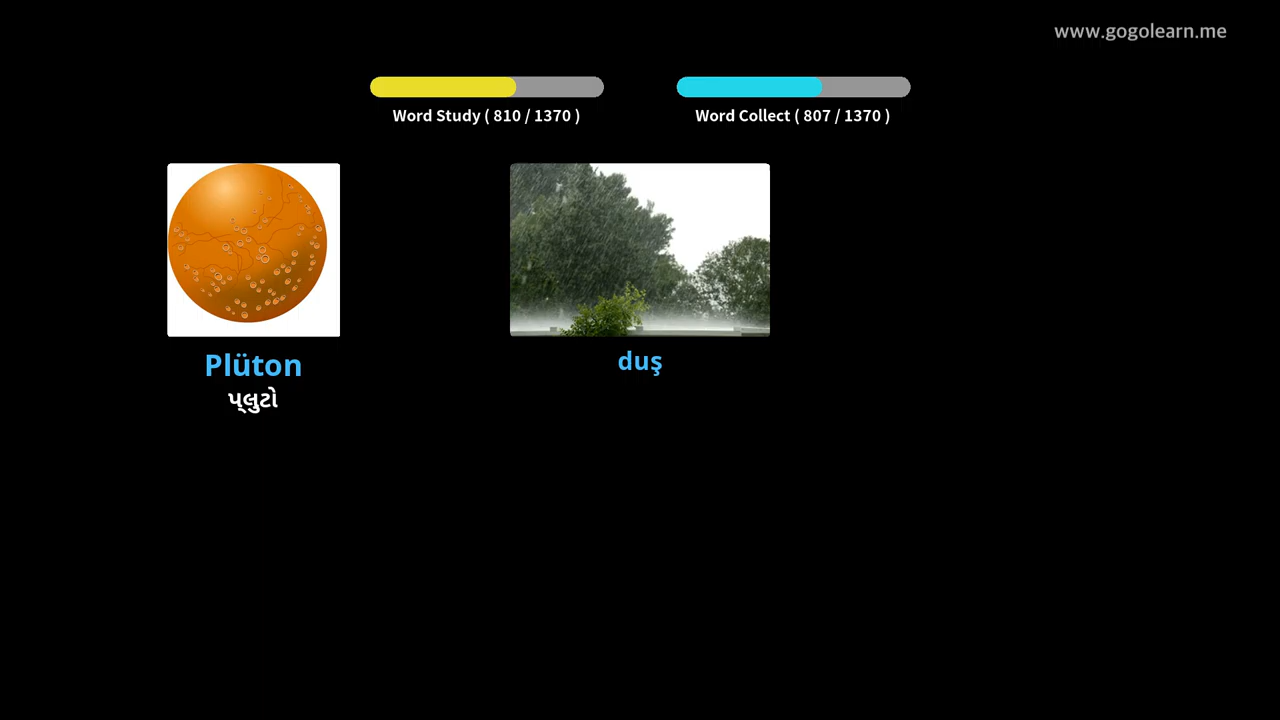 www.gogolearn.me
Word Study ( 810 / 1370 )
Word Collect ( 807 / 1370 )
Plüton
પ્લુટો
duş